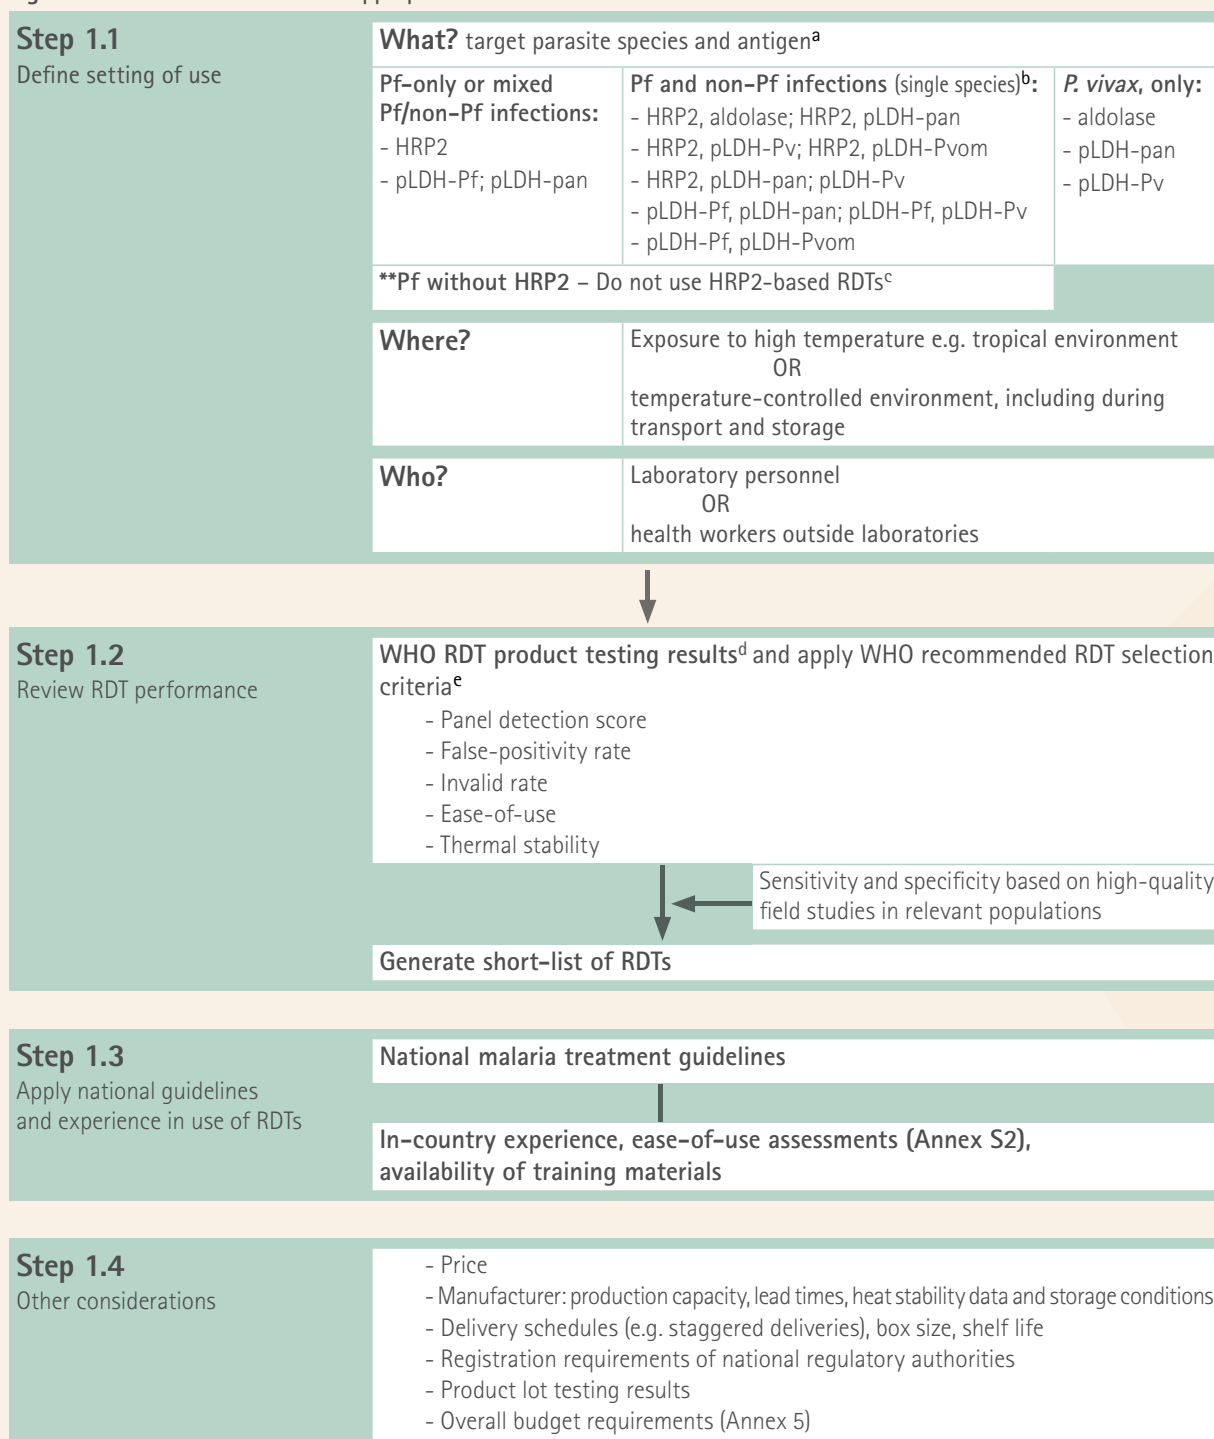 Step 1.1
Define setting of use
What? target parasite species and antigenᵃ
Pf-only or mixed
Pf/non-Pf infections:
- HRP2
- pLDH-Pf; pLDH-pan
Pf and non-Pf infections (single species)ᵇ:
- HRP2, aldolase; HRP2, pLDH-pan
- HRP2, pLDH-Pv; HRP2, pLDH-Pvom
- HRP2, pLDH-pan; pLDH-Pv
- pLDH-Pf, pLDH-pan; pLDH-Pf, pLDH-Pv
- pLDH-Pf, pLDH-Pvom
P. vivax, only:
- aldolase
- pLDH-pan
- pLDH-Pv
**Pf without HRP2 – Do not use HRP2-based RDTsᶜ
Where?
Exposure to high temperature e.g. tropical environment
OR
temperature-controlled environment, including during
transport and storage
Who?
Laboratory personnel
OR
health workers outside laboratories
Step 1.2
Review RDT performance
WHO RDT product testing resultsᵈ and apply WHO recommended RDT selection
criteriaᵉ
- Panel detection score
- False-positivity rate
- Invalid rate
- Ease-of-use
- Thermal stability
Sensitivity and specificity based on high-quality
field studies in relevant populations
Generate short-list of RDTs
Step 1.3
Apply national guidelines
and experience in use of RDTs
National malaria treatment guidelines
In-country experience, ease-of-use assessments (Annex S2),
availability of training materials
Step 1.4
Other considerations
- Price
- Manufacturer: production capacity, lead times, heat stability data and storage conditions
- Delivery schedules (e.g. staggered deliveries), box size, shelf life
- Registration requirements of national regulatory authorities
- Product lot testing results
- Overall budget requirements (Annex 5)